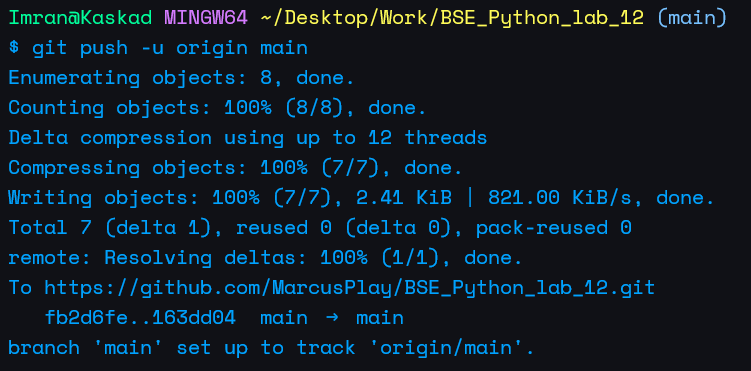 Imran@Kaskad MINGW64 ~/Desktop/Work/BSE_Python_lab_12 (main)
$ git push -u origin main
Enumerating objects: 8, done.
Counting objects: 100% (8/8), done.
Delta compression using up to 12 threads
Compressing objects: 100% (7/7), done.
Writing objects: 100% (7/7), 2.41 KiB | 821.00 KiB/s, done.
Total 7 (delta 1), reused 0 (delta 0), pack-reused 0
remote: Resolving deltas: 100% (1/1), done.
To https://github.com/MarcusPlay/BSE_Python_lab_12.git
   fb2d6fe..163dd04  main → main
branch 'main' set up to track 'origin/main'.